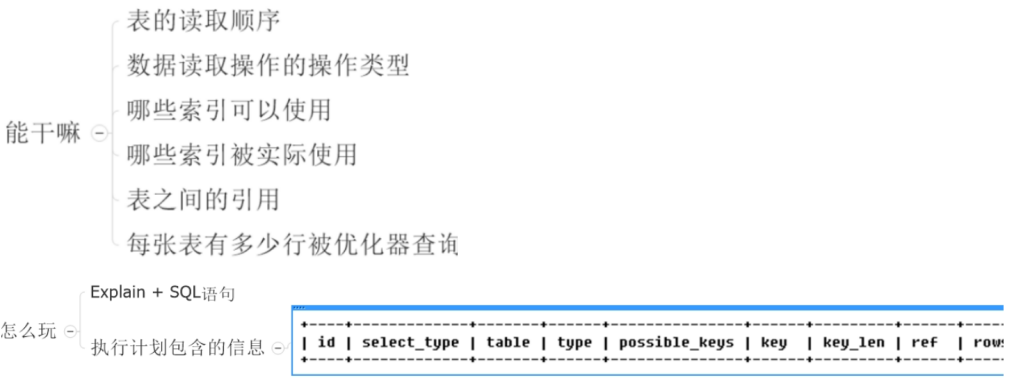 表的读取顺序
数据读取操作的操作类型
哪些索引可以使用
能干嘛
哪些索引被实际使用
表之间的引用
每张表有多少行被优化器查询
Explain + SQL语句
怎么玩
执行计划包含的信息
| id | select_type | table | type | possible_keys | key | key_len | ref | rows